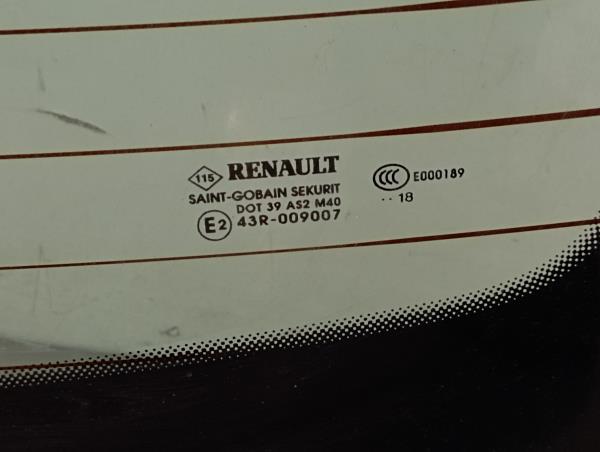 115 RENAULT
SAINT-GOBAIN SEKURIT
DOT 39 AS2 M40
E2 43R-009007
CCC E000189
.. 18